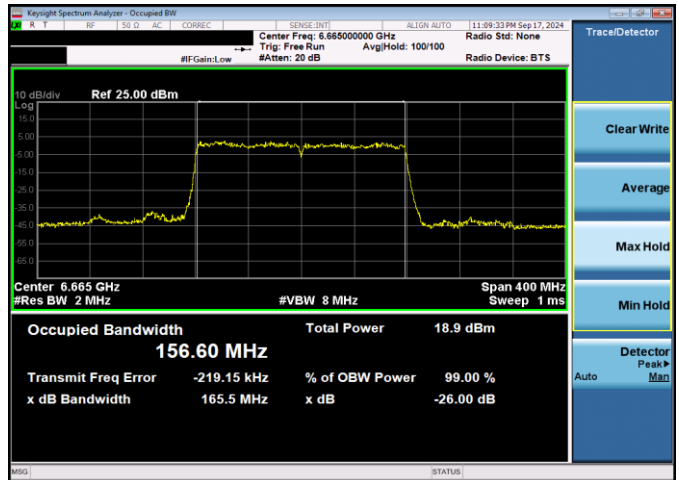 Keysight Spectrum Analyzer - Occupied BW
LXI R T RF 50 Ω AC CORREC SENSE:INT ALIGN AUTO 11:09:33 PM Sep 17, 2024
Center Freq: 6.665000000 GHz Radio Std: None
Trig: Free Run Avg|Hold: 100/100
#IFGain:Low #Atten: 20 dB Radio Device: BTS
10 dB/div Ref 25.00 dBm
Log
15.0
5.00
-5.00
-15.0
-25.0
-35.0
-45.0
-55.0
-65.0
Center 6.665 GHz Span 400 MHz
#Res BW 2 MHz #VBW 8 MHz Sweep 1 ms
Occupied Bandwidth Total Power 18.9 dBm
156.60 MHz
Transmit Freq Error -219.15 kHz % of OBW Power 99.00 %
x dB Bandwidth 165.5 MHz x dB -26.00 dB
MSG STATUS
Trace/Detector
Clear Write
Average
Max Hold
Min Hold
Detector
Peak▶
Auto Man